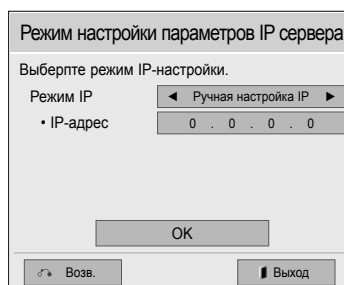 Режим настройки параметров IP сервера
Выберпте режим IP-настройки.
Режим IP ◄ Ручная настройка IP ►
• IP-адрес 0 . 0 . 0 . 0
OK
Возв. Выход